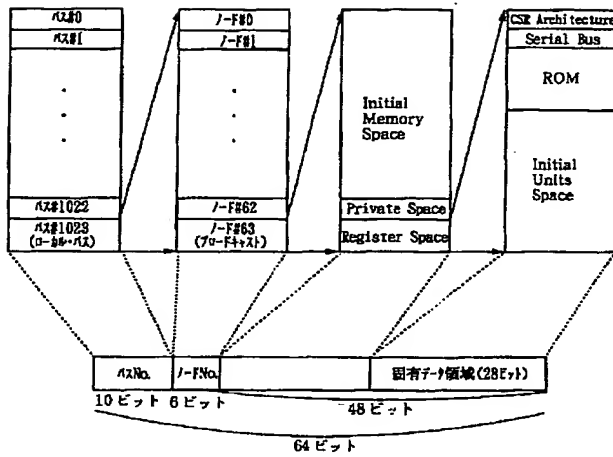 バス#0
バス#1
バス#1022
バス#1023
(ローカル・バス)
ノード#0
ノード#1
ノード#62
ノード#63
(ブロードキャスト)
Initial
Memory
Space
Private Space
Register Space
CSR Architecture
Serial Bus
ROM
Initial
Units
Space
バスNo.
ノードNo.
固有データ領域(28ビット)
10 ビット
6 ビット
48ビット
64ビット